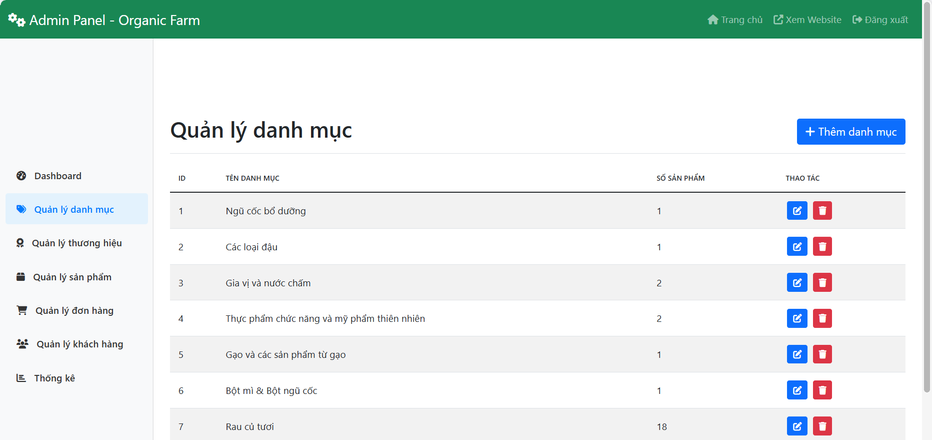 Admin Panel - Organic Farm
Trang chủ Xem Website Đăng xuất
Quản lý danh mục
Thêm danh mục
Dashboard
Quản lý danh mục
Quản lý thương hiệu
Quản lý sản phẩm
Quản lý đơn hàng
Quản lý khách hàng
Thống kê
ID TÊN DANH MỤC SỐ SẢN PHẨM THAO TÁC
1 Ngũ cốc bổ dưỡng 1
2 Các loại đậu 1
3 Gia vị và nước chấm 2
4 Thực phẩm chức năng và mỹ phẩm thiên nhiên 2
5 Gạo và các sản phẩm từ gạo 1
6 Bột mì & Bột ngũ cốc 1
7 Rau củ tươi 18